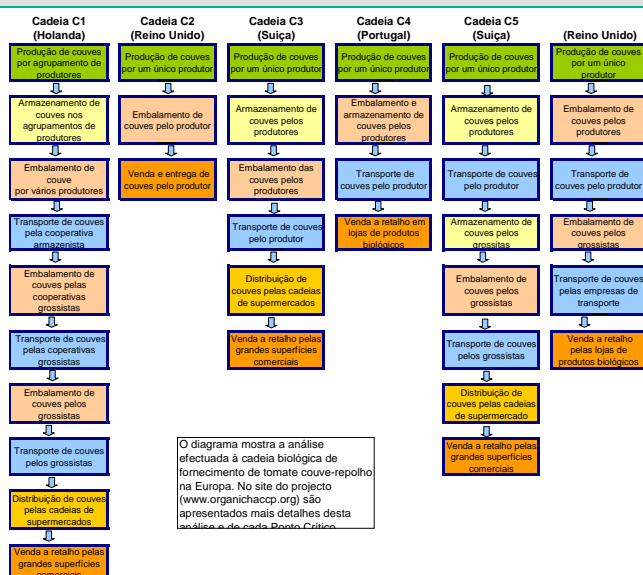 Cadeia C1
(Holanda)
Produção de couves
por agrupamento de
produtores
Armazenamento de
couves nos
agrupamentos de
produtores
Embalamento de
couve
por vários produtores
Transporte de couves
pela cooperativa
armazenista
Embalamento de
couves pelas
cooperativas
grossistas
Transporte de couves
pelas coperativas
grossistas
Embalamento de
couves pelos
grossistas
Transporte de couves
pelos grossistas
Distribuição de couves
pelas cadeias de
supermercados
Venda a retalho pelas
grandes superfícies
comerciais
Cadeia C2
(Reino Unido)
Produção de couves
por um único produtor
Embalamento de
couves pelo produtor
Venda e entrega de
couves pelo produtor
Cadeia C3
(Suiça)
Produção de couves
por um único produtor
Armazenamento de
couves pelos
produtores
Embalamento das
couves pelos
produtores
Transporte de couves
pelo produtor
Distribuição de
couves pelas cadeias
de supermercados
Venda a retalho pelas
grandes superfícies
comerciais
Cadeia C4
(Portugal)
Produção de couves
por um único produtor
Embalamento e
armazenamento de
couves pelos
produtores
Transporte de
couves pelo produtor
Venda a retalho em
lojas de produtos
biológicos
Cadeia C5
(Suiça)
Produção de couves
por um único produtor
Armazenamento de
couves pelos
produtores
Transporte de couves
pelo produtor
Armazenamento de
couves pelos
grossitas
Embalamento de
couves pelos
grossistas
Transporte de couves
pelos grossistas
Distribuição de
couves pelas cadeias
de supermercado
Venda a retalho pelas
grandes superfícies
comerciais
(Reino Unido)
Produção de couves
por um único
produtor
Embalamento de
couves pelos
produtores
Transporte de
couves pelo produtor
Embalamento de
couves pelos
grossistas
Transporte de couves
pelas empresas de
transporte
Venda a retalho
pelas lojas de
produtos biológicos
O diagrama mostra a análise
efectuada à cadeia biológica de
fornecimento de tomate couve-repolho
na Europa. No site do projecto
(www.organichaccp.org) são
apresentados mais detalhes desta
análise e de cada Ponto Crítico